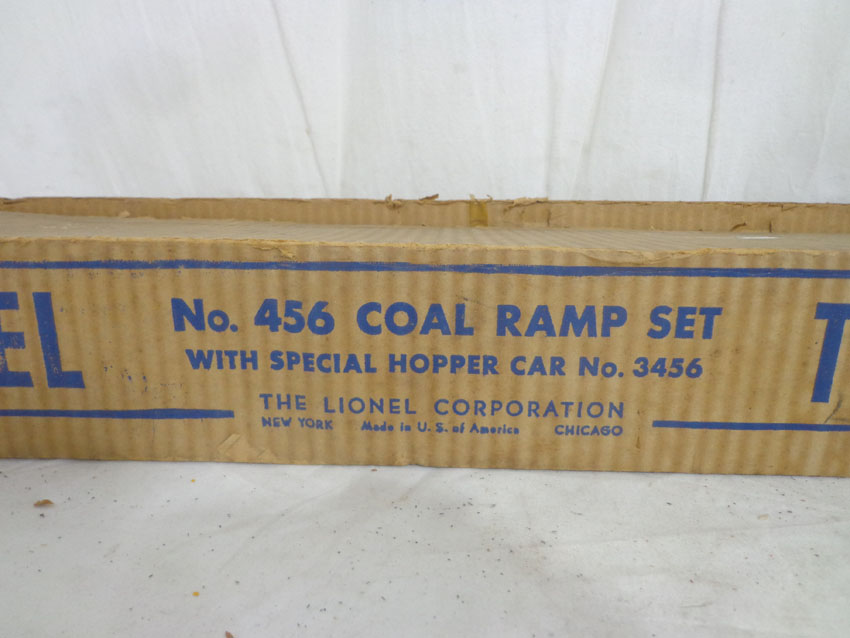 EL
No. 456 COAL RAMP SET
T
WITH SPECIAL HOPPER CAR No. 3456
THE LIONEL CORPORATION
NEW YORK Made in U. S. of America CHICAGO